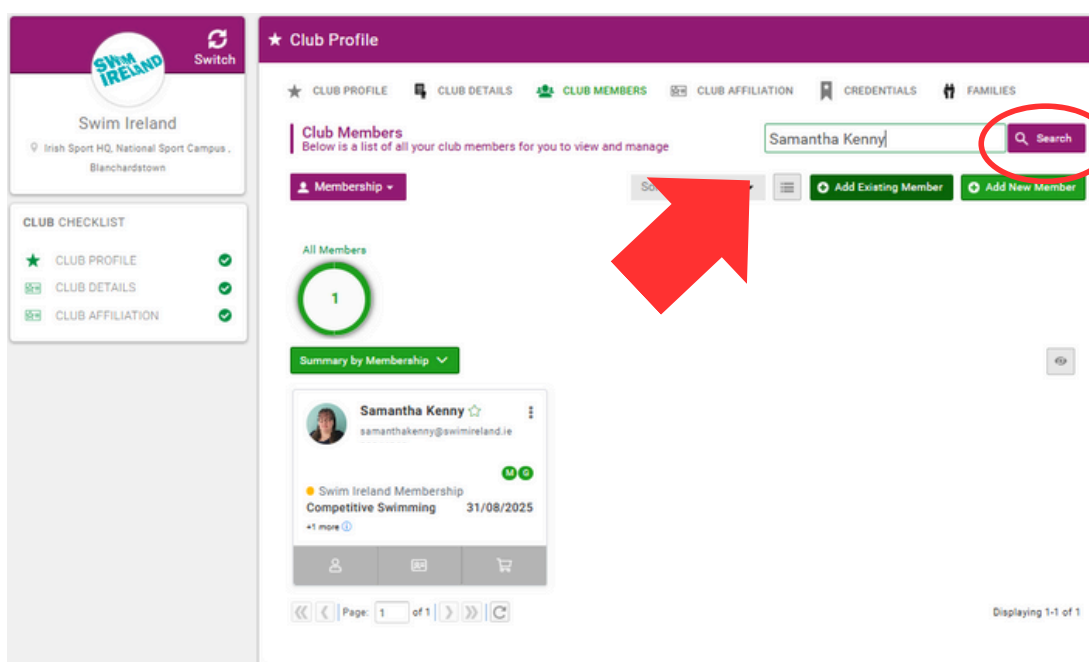 SWIM
IRELAND
Switch
Swim Ireland
Irish Sport HQ, National Sport Campus ,
Blanchardstown
CLUB CHECKLIST
CLUB PROFILE
CLUB DETAILS
CLUB AFFILIATION
Club Profile
CLUB PROFILE CLUB DETAILS CLUB MEMBERS CLUB AFFILIATION CREDENTIALS FAMILIES
Club Members
Below is a list of all your club members for you to view and manage
Samantha Kenny Search
Membership Add Existing Member Add New Member
All Members
1
Summary by Membership
Samantha Kenny
samanthakenny@swimireland.ie
M G
Swim Ireland Membership
Competitive Swimming 31/08/2025
+1 more
Page: 1 of 1
Displaying 1-1 of 1